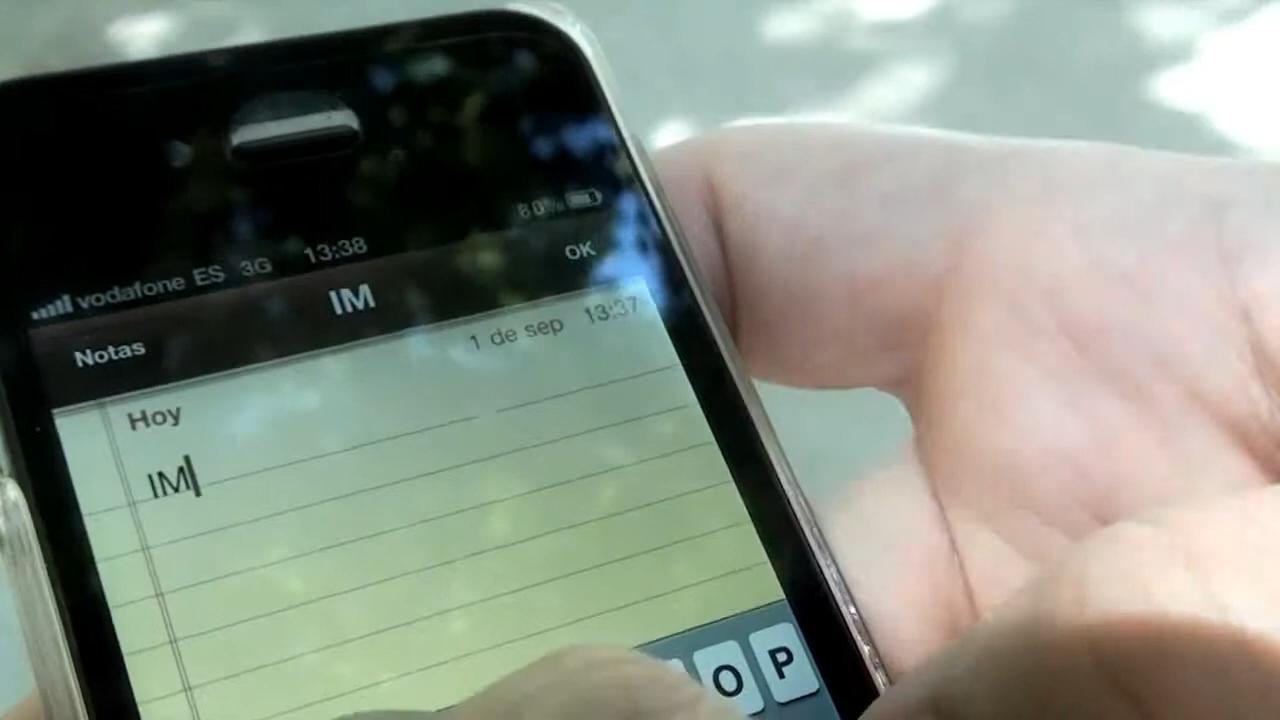 vodafone ES 3G 13:38 80%
Notas IM OK
Hoy 1 de sep 13:37
IM
O P